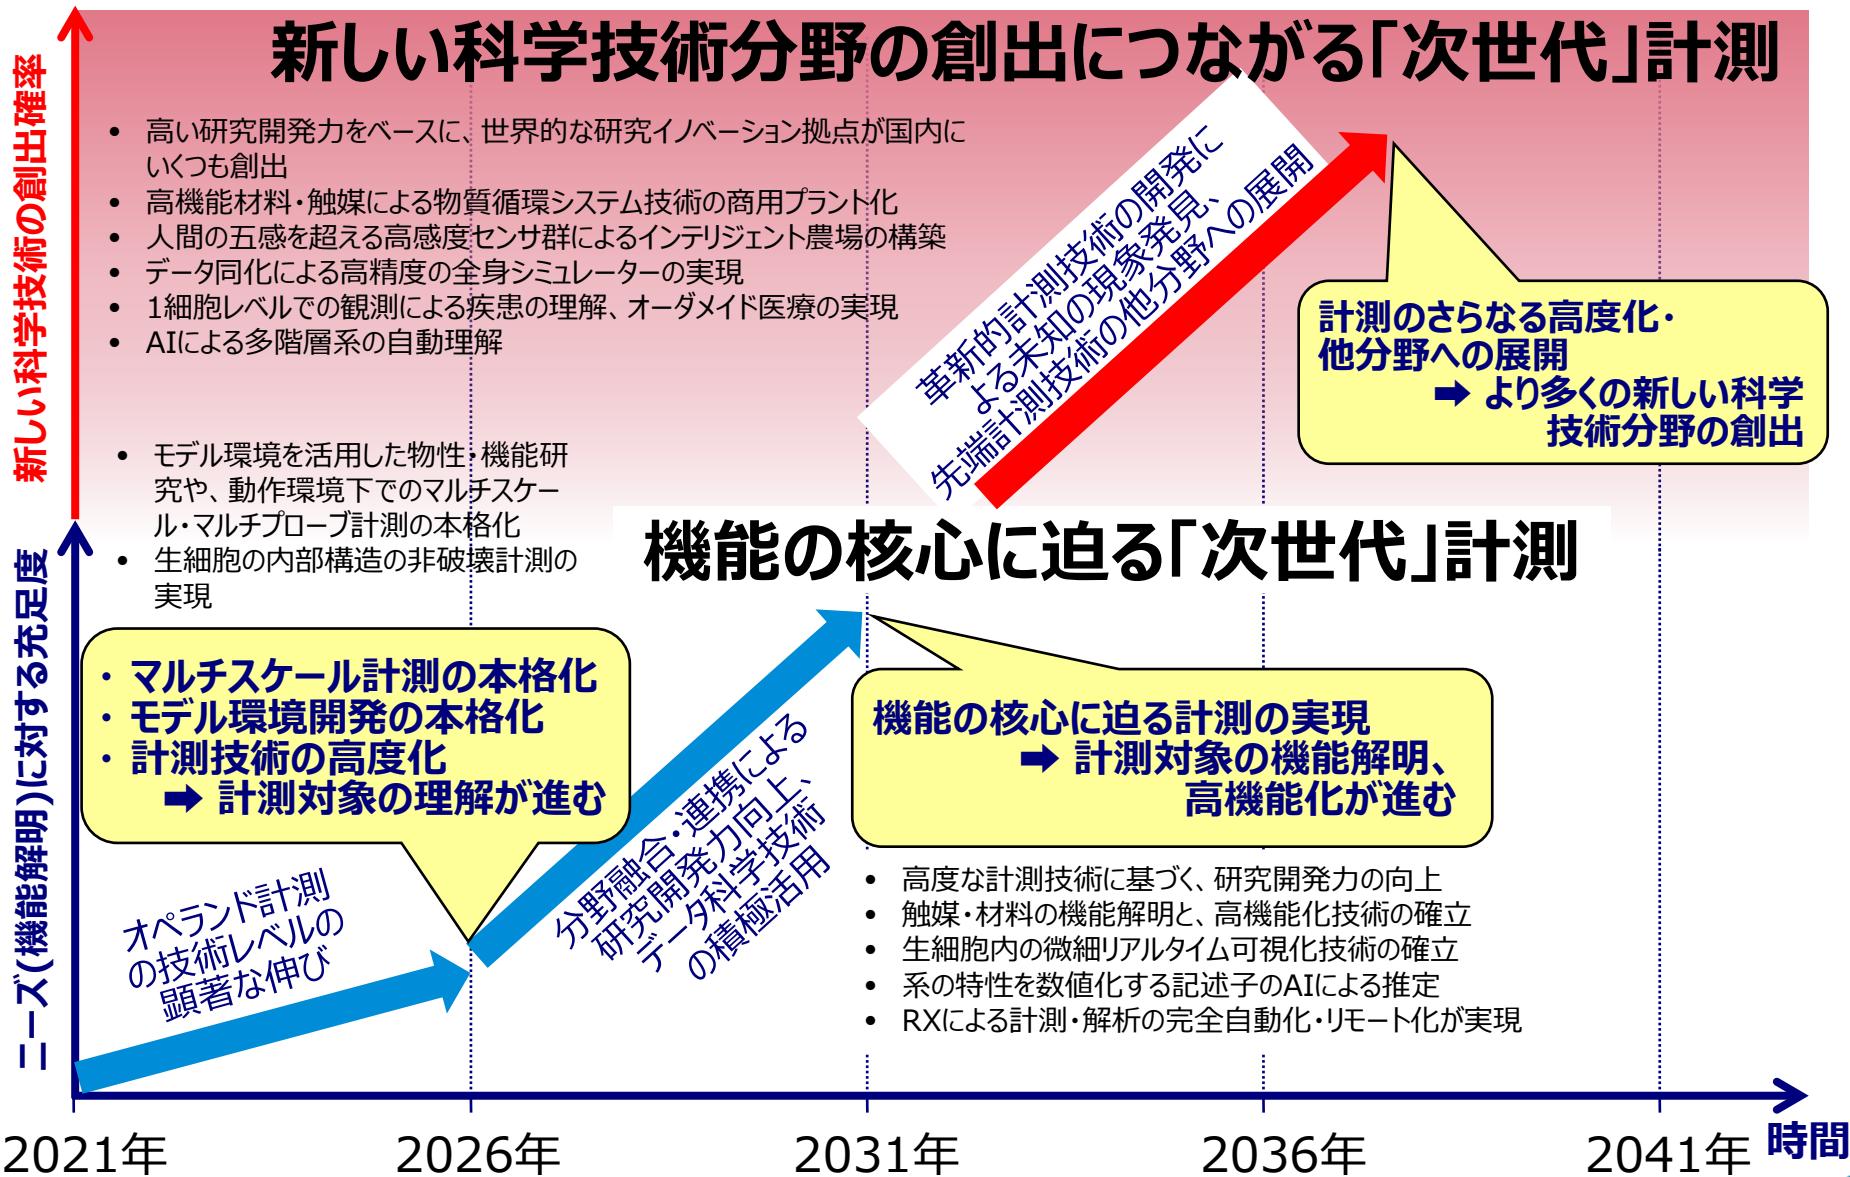 新しい科学技術分野の創出につながる「次世代」計測
新しい科学技術の創出確率
• 高い研究開発力をベースに、世界的な研究イノベーション拠点が国内に
いくつも創出
• 高機能材料・触媒による物質循環システム技術の商用プラント化
• 人間の五感を超える高感度センサ群によるインテリジェント農場の構築
• データ同化による高精度の全身シミュレーターの実現
• 1細胞レベルでの観測による疾患の理解、オーダメイド医療の実現
• AIによる多階層系の自動理解
革新的計測技術の開発に
よる未知の現象発見、
先端計測技術の他分野への展開
計測のさらなる高度化・
他分野への展開
➡ より多くの新しい科学
技術分野の創出
• モデル環境を活用した物性・機能研
究や、動作環境下でのマルチスケー
ル・マルチプローブ計測の本格化
• 生細胞の内部構造の非破壊計測の
実現
機能の核心に迫る「次世代」計測
ニーズ(機能解明)に対する充足度
・ マルチスケール計測の本格化
・ モデル環境開発の本格化
・ 計測技術の高度化
➡ 計測対象の理解が進む
機能の核心に迫る計測の実現
➡ 計測対象の機能解明、
高機能化が進む
オペランド計測
の技術レベルの
顕著な伸び
分野融合・連携による
研究開発力向上、
データ科学技術
の積極活用
• 高度な計測技術に基づく、研究開発力の向上
• 触媒・材料の機能解明と、高機能化技術の確立
• 生細胞内の微細リアルタイム可視化技術の確立
• 系の特性を数値化する記述子のAIによる推定
• RXによる計測・解析の完全自動化・リモート化が実現
2021年
2026年
2031年
2036年
2041年
時間